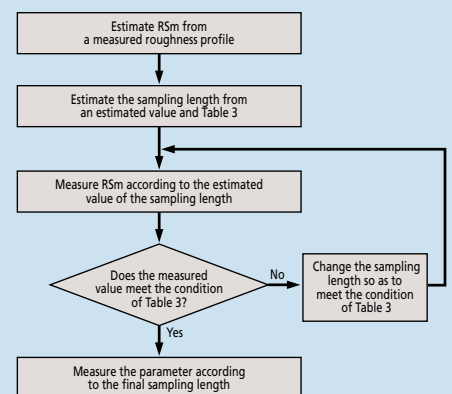 Estimate RSm from
a measured roughness profile
Estimate the sampling length from
an estimated value and Table 3
Measure RSm according to the estimated
value of the sampling length
Does the measured
value meet the condition
of Table 3?
No
Change the sampling
length so as to
meet the condition
of Table 3
Yes
Measure the parameter according
to the final sampling length